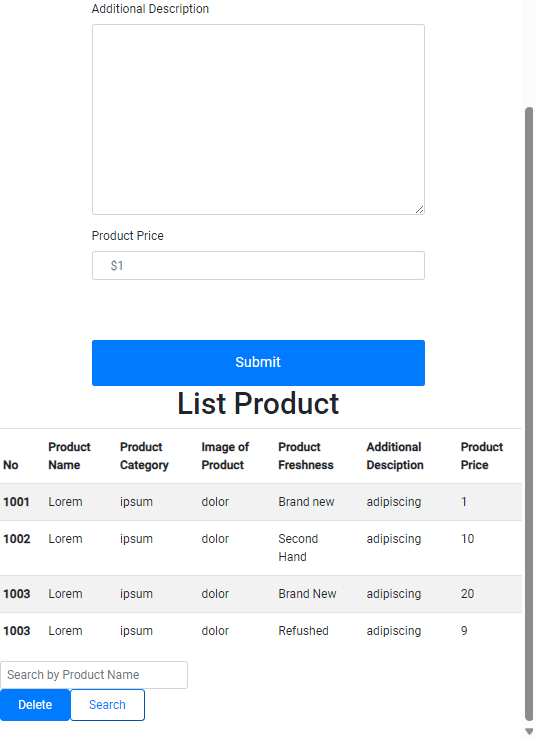 Additional Description
Product Price
$1
Submit
List Product
No Product Name Product Category Image of Product Product Freshness Additional Desciption Product Price
1001 Lorem ipsum dolor Brand new adipiscing 1
1002 Lorem ipsum dolor Second Hand adipiscing 10
1003 Lorem ipsum dolor Brand New adipiscing 20
1003 Lorem ipsum dolor Refushed adipiscing 9
Search by Product Name
Delete Search